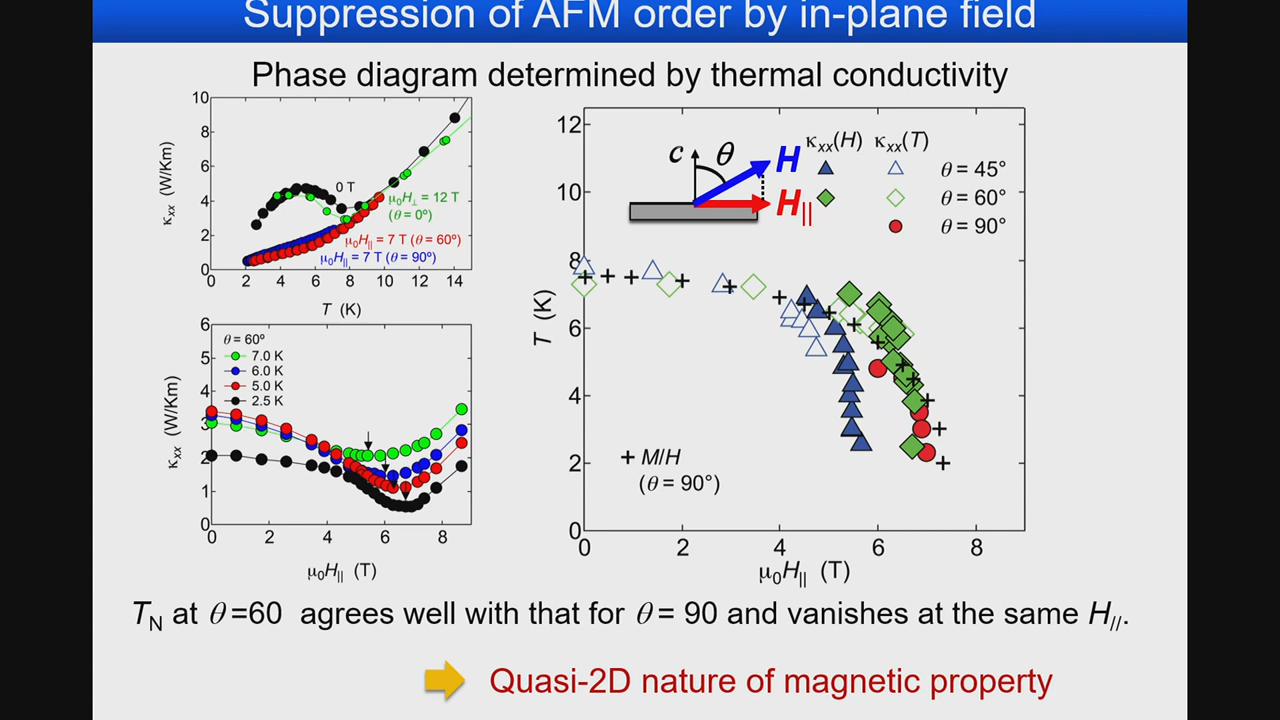 Suppression of AFM order by in-plane field
Phase diagram determined by thermal conductivity
10
8
6
4
2
0
κxx (W/Km)
0 T
μ0H⊥ = 12 T
(θ = 0º)
μ0H|| = 7 T (θ = 60º)
μ0H|| = 7 T (θ = 90º)
0 2 4 6 8 10 12 14
T (K)
6
5
4
3
2
1
0
κxx (W/Km)
θ = 60º
7.0 K
6.0 K
5.0 K
2.5 K
0 2 4 6 8
μ0H|| (T)
12
10
8
6
4
2
0
T (K)
c θ H
H||
κxx(H) κxx(T)
θ = 45°
θ = 60°
θ = 90°
+ M/H
(θ = 90°)
0 2 4 6 8
μ0H|| (T)
TN at θ =60 agrees well with that for θ = 90 and vanishes at the same H//.
Quasi-2D nature of magnetic property